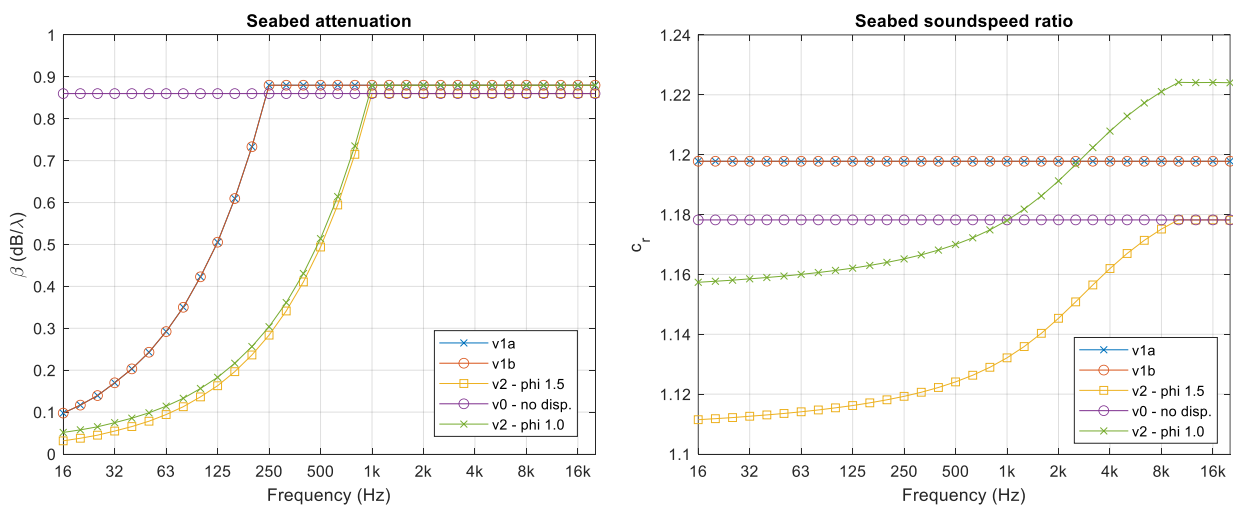 Seabed attenuation
1
0.9
0.8
0.7
0.6
0.5
0.4
0.3
0.2
0.1
0
β (dB/λ)
16 32 63 125 250 500 1k 2k 4k 8k 16k
Frequency (Hz)
v1a
v1b
v2 - phi 1.5
v0 - no disp.
v2 - phi 1.0
Seabed soundspeed ratio
1.24
1.22
1.2
1.18
1.16
1.14
1.12
1.1
c_r
16 32 63 125 250 500 1k 2k 4k 8k 16k
Frequency (Hz)
v1a
v1b
v2 - phi 1.5
v0 - no disp.
v2 - phi 1.0